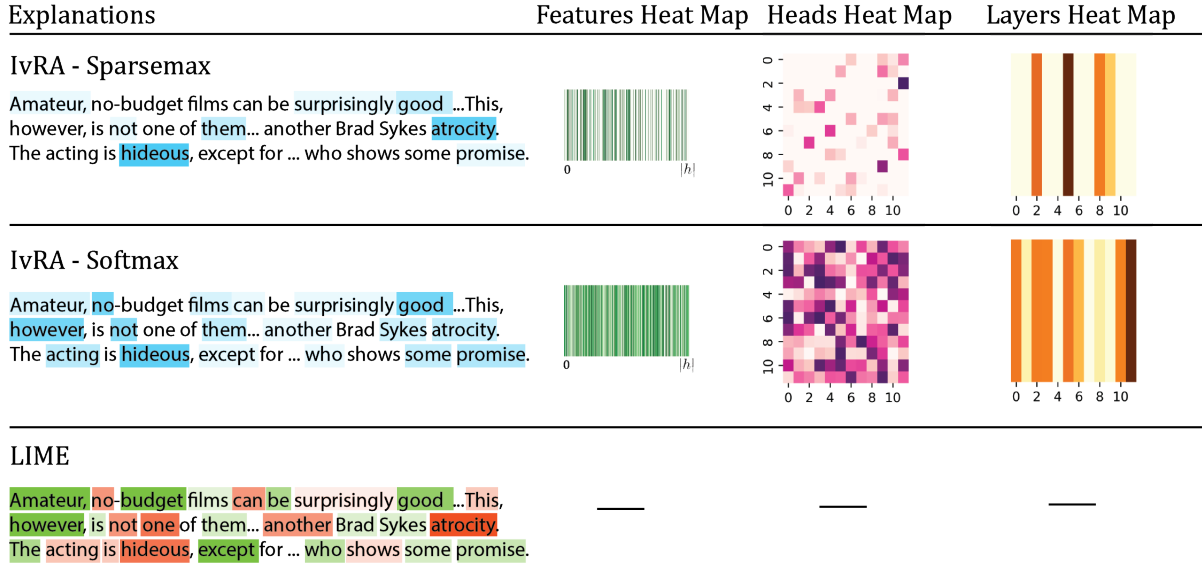 Explanations Features Heat Map Heads Heat Map Layers Heat Map
IvRA - Sparsemax
Amateur, no-budget films can be surprisingly good ...This,
however, is not one of them... another Brad Sykes atrocity.
The acting is hideous, except for ... who shows some promise.
0 |h|
0
2
4
6
8
10
0 2 4 6 8 10
0 2 4 6 8 10
IvRA - Softmax
Amateur, no-budget films can be surprisingly good ...This,
however, is not one of them... another Brad Sykes atrocity.
The acting is hideous, except for ... who shows some promise.
0 |h|
0
2
4
6
8
10
0 2 4 6 8 10
0 2 4 6 8 10
LIME
Amateur, no-budget films can be surprisingly good ...This,
however, is not one of them... another Brad Sykes atrocity.
The acting is hideous, except for ... who shows some promise.